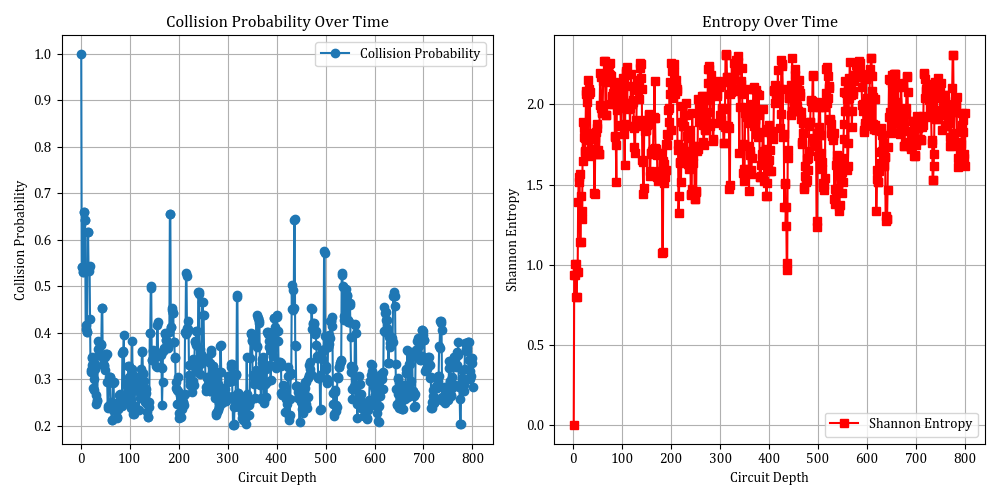 Collision Probability Over Time
Collision Probability
1.0
0.9
0.8
0.7
0.6
0.5
0.4
0.3
0.2
Collision Probability
0 100 200 300 400 500 600 700 800
Circuit Depth
Entropy Over Time
2.0
1.5
1.0
0.5
0.0
Shannon Entropy
Shannon Entropy
0 100 200 300 400 500 600 700 800
Circuit Depth